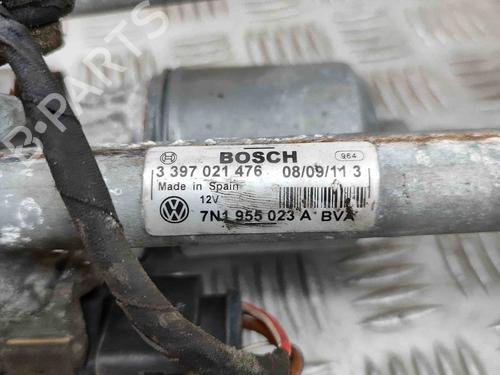 BOSCH 964
3 397 021 476 08/09/11 3
Made in Spain
12V
7N1 955 023 A BVA
B-PARTS